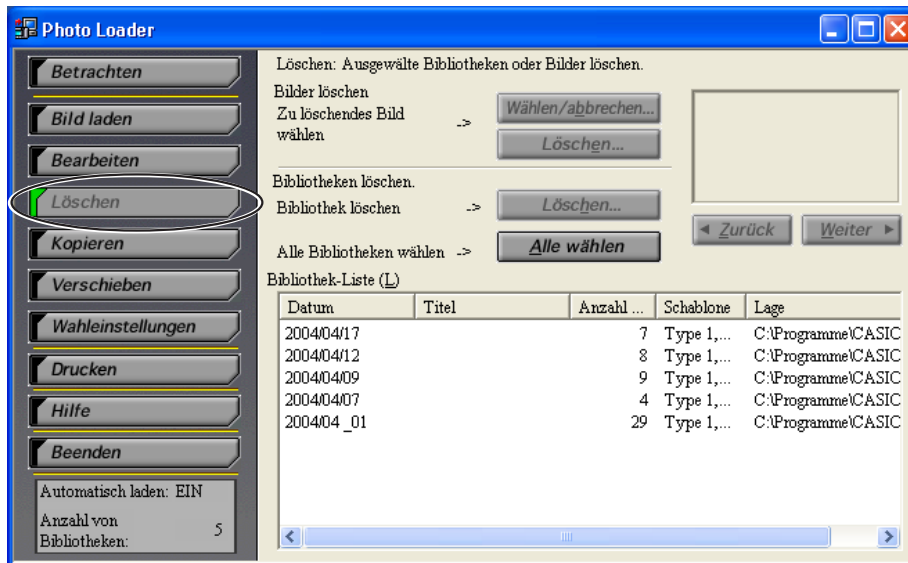 Photo Loader
Betrachten
Bild laden
Bearbeiten
Löschen
Kopieren
Verschieben
Wahleinstellungen
Drucken
Hilfe
Beenden
Automatisch laden: EIN
Anzahl von
Bibliotheken: 5
Löschen: Ausgewälte Bibliotheken oder Bilder löschen.
Bilder löschen
Zu löschendes Bild
wählen -> Wählen/abbrechen...
Löschen...
Bibliotheken löschen.
Bibliothek löschen -> Löschen...
Alle Bibliotheken wählen -> Alle wählen
Zurück Weiter
Bibliothek-Liste (L)
Datum Titel Anzahl ... Schablone Lage
2004/04/17 7 Type 1,... C:\Programme\CASIC
2004/04/12 8 Type 1,... C:\Programme\CASIC
2004/04/09 9 Type 1,... C:\Programme\CASIC
2004/04/07 4 Type 1,... C:\Programme\CASIC
2004/04 _01 29 Type 1,... C:\Programme\CASIC